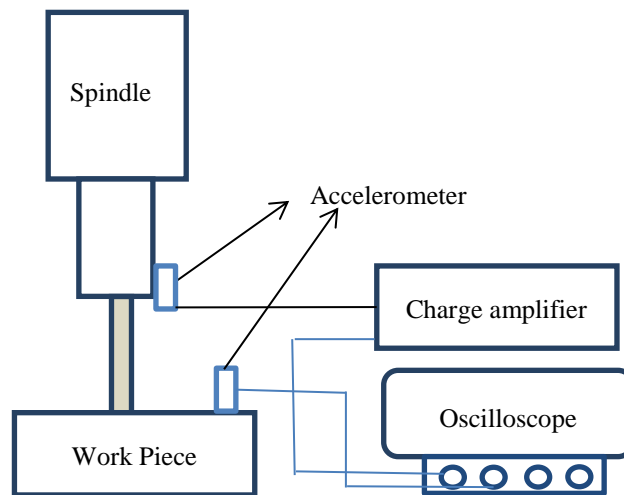 Spindle
Accelerometer
Charge amplifier
Oscilloscope
Work Piece